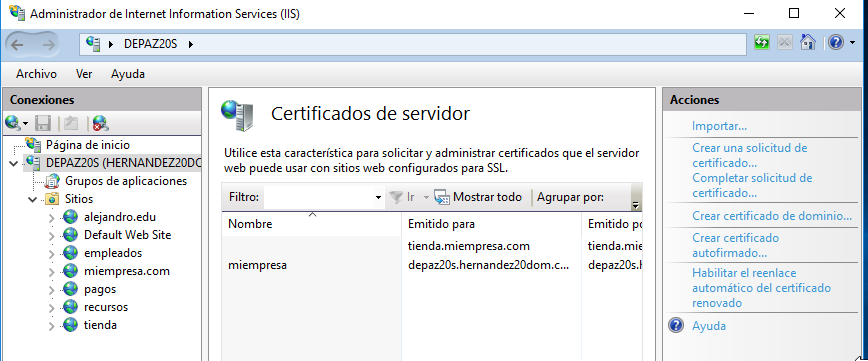 Administrador de Internet Information Services (IIS)
DEPAZ20S
Archivo Ver Ayuda
Conexiones
Página de inicio
DEPAZ20S (HERNANDEZ20DO
Grupos de aplicaciones
Sitios
alejandro.edu
Default Web Site
empleados
miempresa.com
pagos
recursos
tienda
Certificados de servidor
Utilice esta característica para solicitar y administrar certificados que el servidor
web puede usar con sitios web configurados para SSL.
Filtro: Ir Mostrar todo Agrupar por:
Nombre Emitido para Emitido po
tienda.miempresa.com tienda.mie
miempresa depaz20s.hernandez20dom.c... depaz20s.h
Acciones
Importar...
Crear una solicitud de
certificado...
Completar solicitud de
certificado...
Crear certificado de dominio...
Crear certificado
autofirmado...
Habilitar el reenlace
automático del certificado
renovado
Ayuda